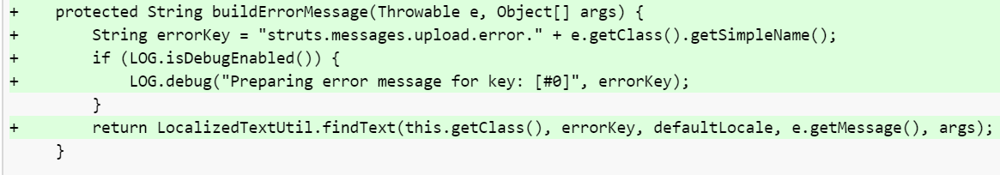 +    protected String buildErrorMessage(Throwable e, Object[] args) {
+        String errorKey = "struts.messages.upload.error." + e.getClass().getSimpleName();
+        if (LOG.isDebugEnabled()) {
+            LOG.debug("Preparing error message for key: [#0]", errorKey);
         }
+        return LocalizedTextUtil.findText(this.getClass(), errorKey, defaultLocale, e.getMessage(), args);
     }